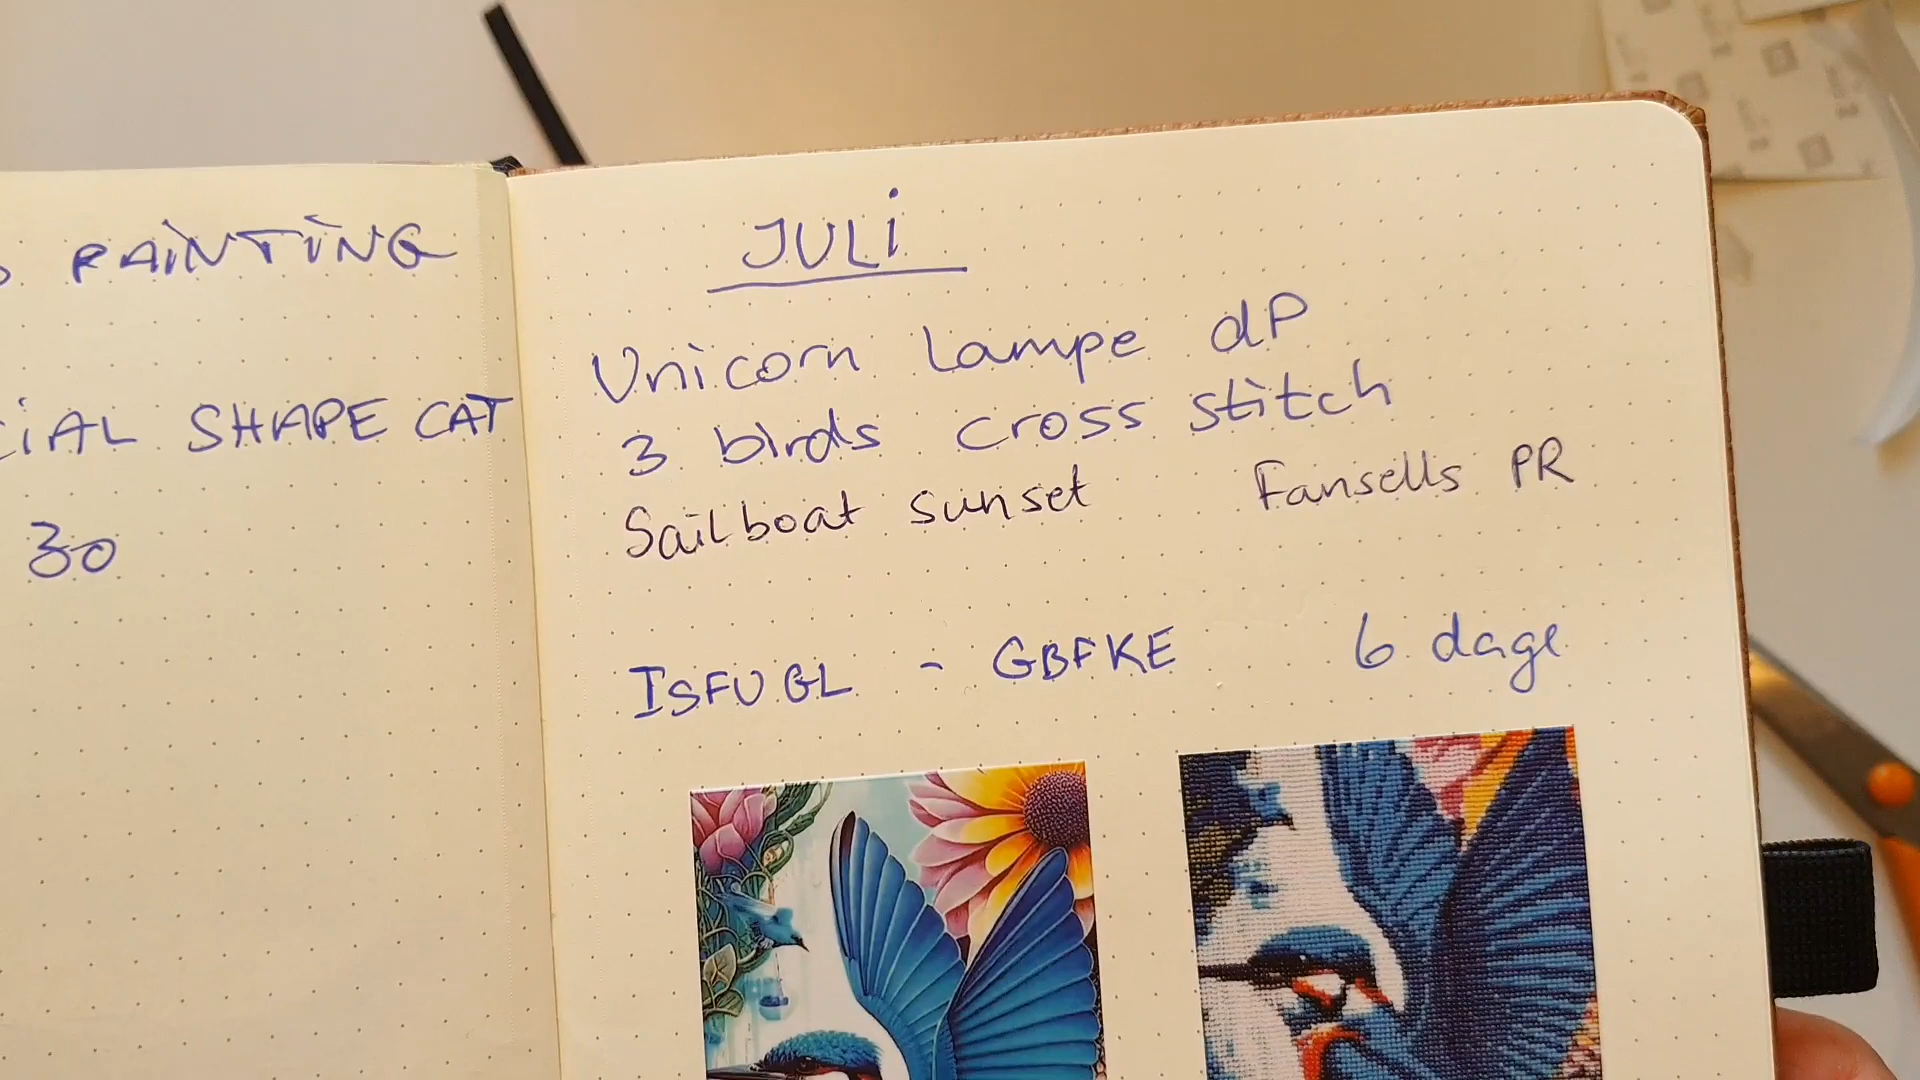 PAINTING
SHAPE CAT
30
JULI
Unicorn Lampe dP
3 birds cross stitch
Sailboat sunset Fansells PR
ISFUGL - GBFKE 6 dage